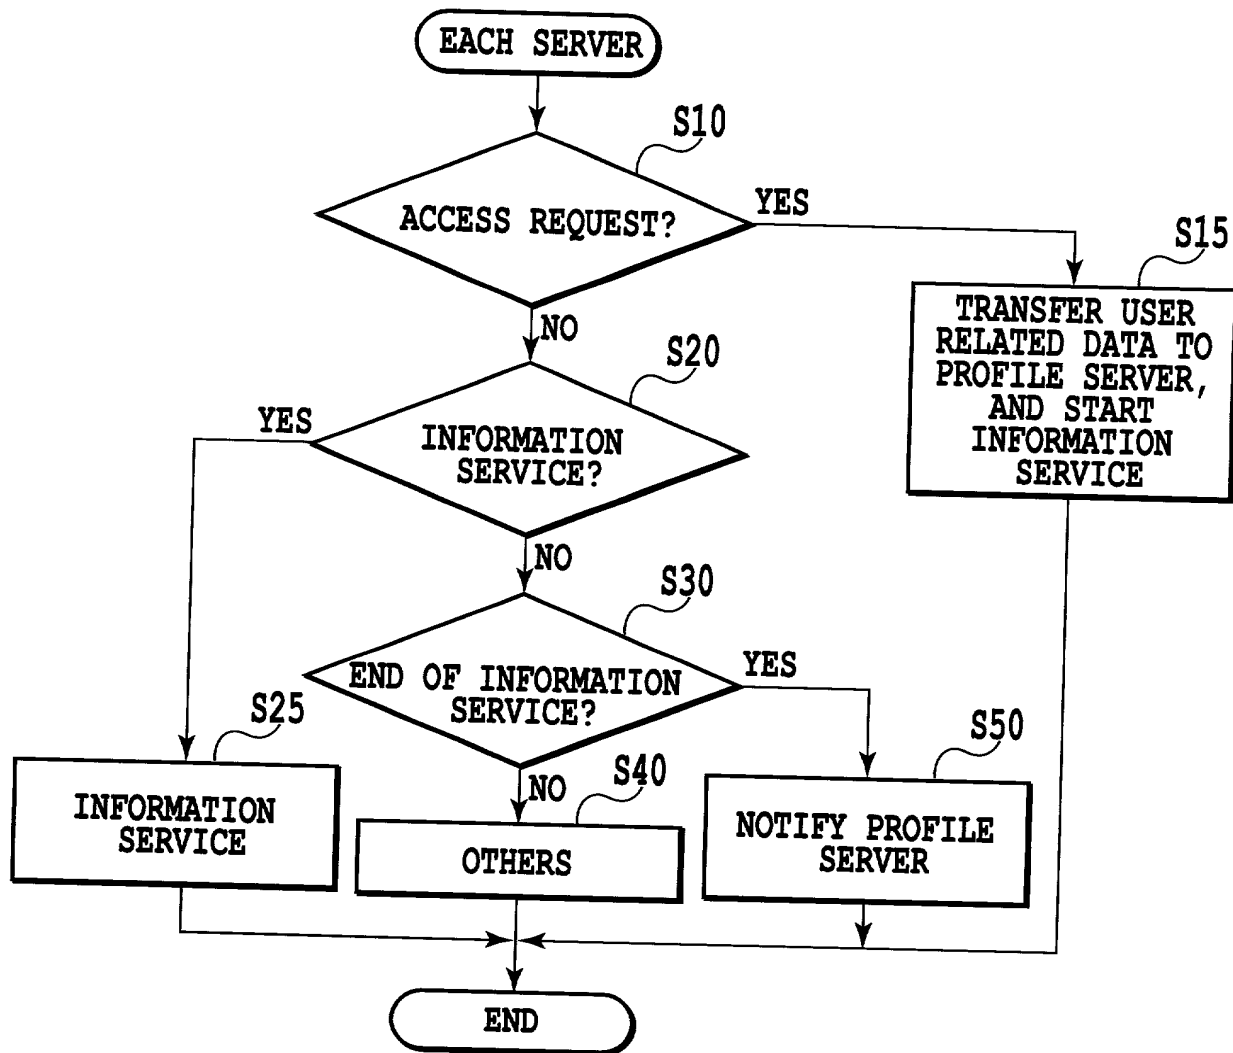 EACH SERVER
S10
ACCESS REQUEST?
YES
S15
TRANSFER USER
RELATED DATA TO
PROFILE SERVER,
AND START
INFORMATION
SERVICE
NO
S20
YES
INFORMATION
SERVICE?
NO
S30
END OF INFORMATION
SERVICE?
YES
S25
INFORMATION
SERVICE
NO
S40
OTHERS
S50
NOTIFY PROFILE
SERVER
END